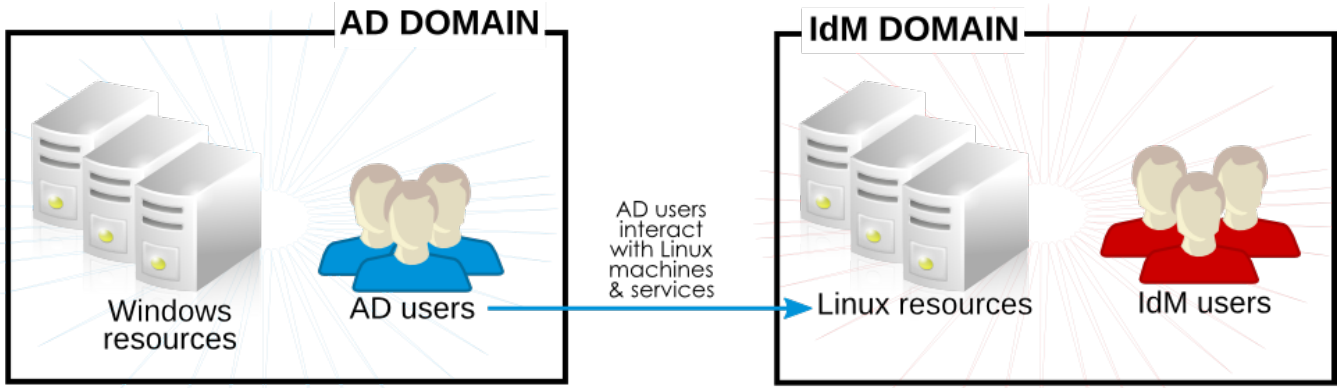 AD DOMAIN
Windows
resources
AD users
AD users
interact
with Linux
machines
& services
IdM DOMAIN
Linux resources
IdM users